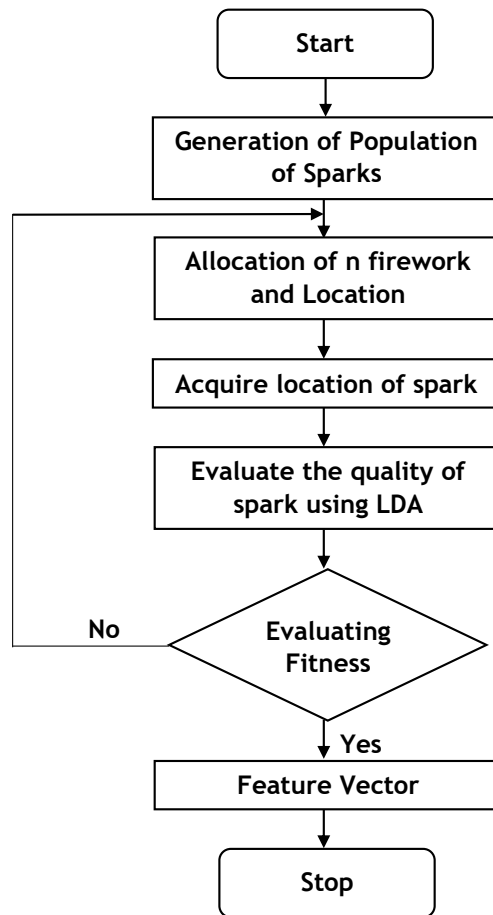 Start
Generation of Population
of Sparks
Allocation of n firework
and Location
Acquire location of spark
Evaluate the quality of
spark using LDA
Evaluating
Fitness
No
Yes
Feature Vector
Stop